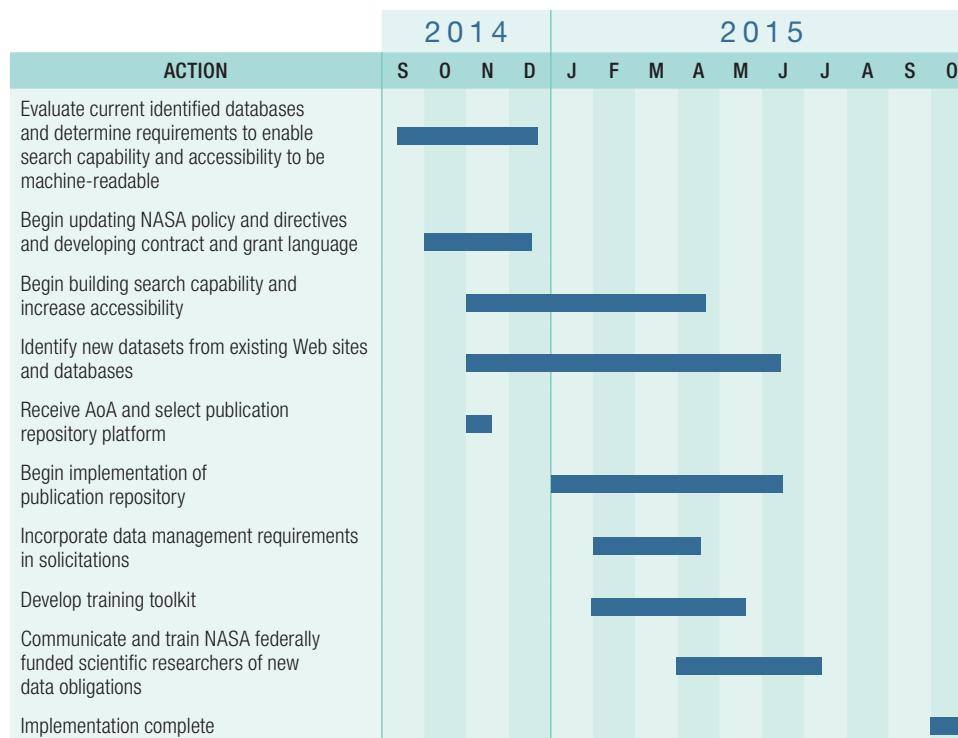 2014 2015
ACTION S O N D J F M A M J J A S O
Evaluate current identified databases
and determine requirements to enable
search capability and accessibility to be
machine-readable
Begin updating NASA policy and directives
and developing contract and grant language
Begin building search capability and
increase accessibility
Identify new datasets from existing Web sites
and databases
Receive AoA and select publication
repository platform
Begin implementation of
publication repository
Incorporate data management requirements
in solicitations
Develop training toolkit
Communicate and train NASA federally
funded scientific researchers of new
data obligations
Implementation complete